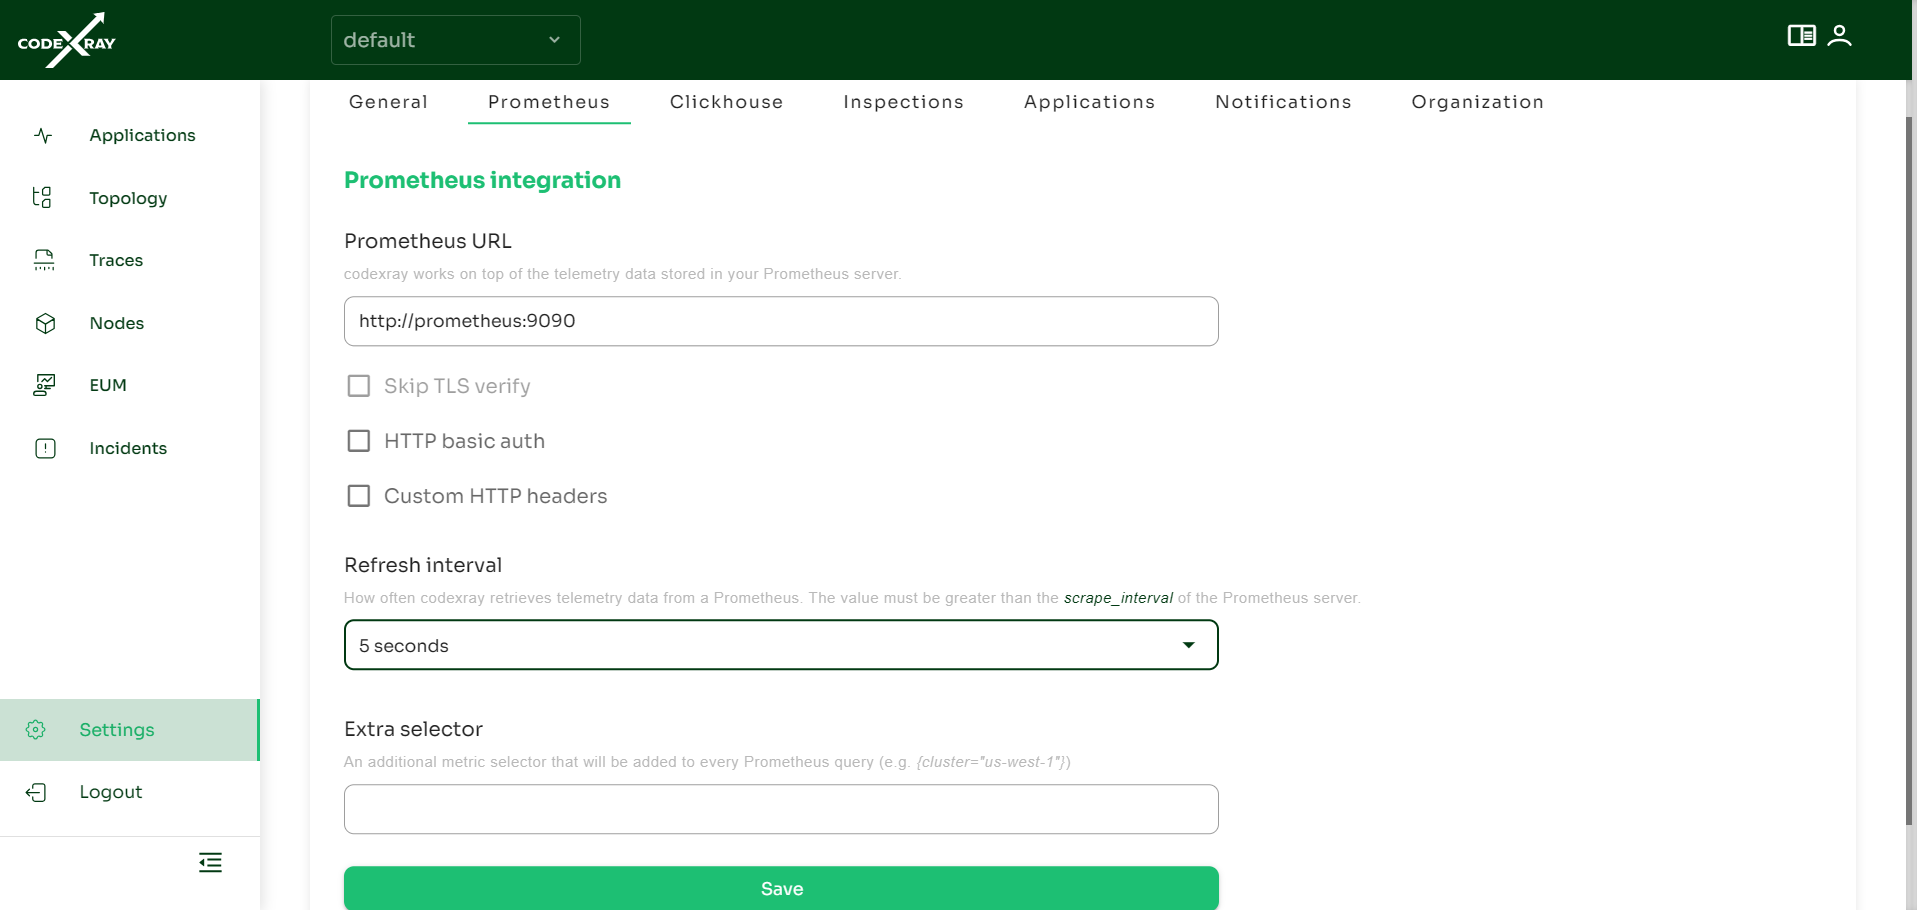 CODEXRAY
default
General
Prometheus
Clickhouse
Inspections
Applications
Notifications
Organization
Applications
Topology
Traces
Nodes
EUM
Incidents
Settings
Logout
Prometheus integration
Prometheus URL
codexray works on top of the telemetry data stored in your Prometheus server.
http://prometheus:9090
Skip TLS verify
HTTP basic auth
Custom HTTP headers
Refresh interval
How often codexray retrieves telemetry data from a Prometheus. The value must be greater than the scrape_interval of the Prometheus server.
5 seconds
Extra selector
An additional metric selector that will be added to every Prometheus query (e.g. {cluster="us-west-1"})
Save